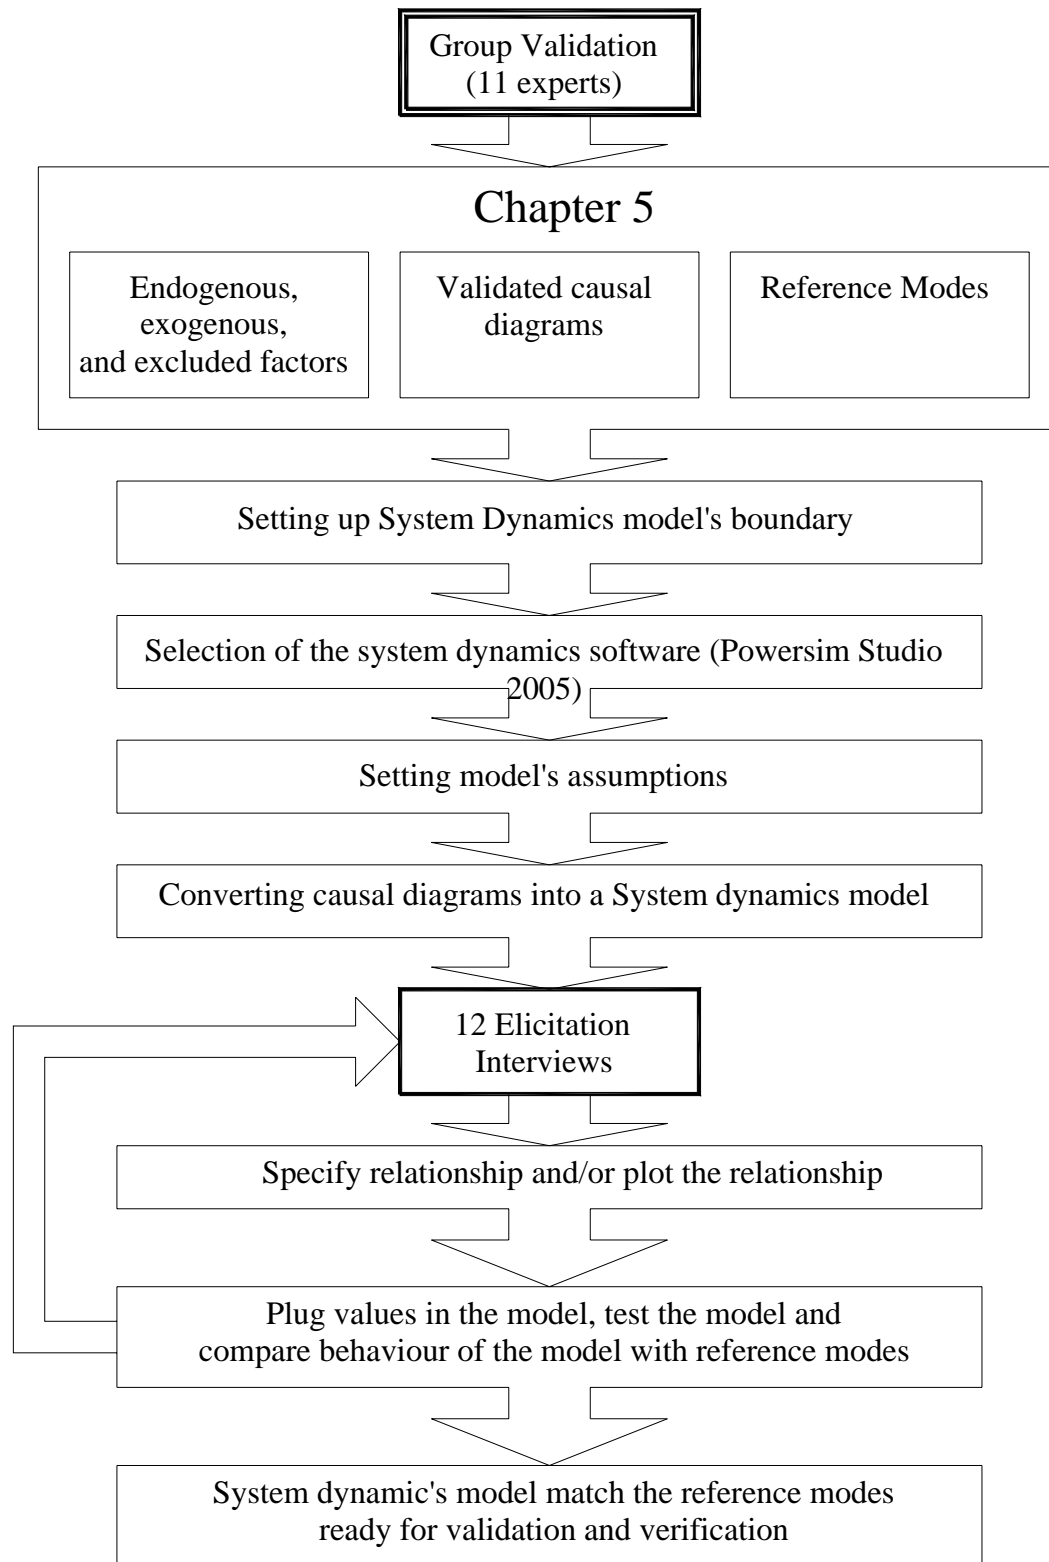 Group Validation
(11 experts)
Chapter 5
Endogenous,
exogenous,
and excluded factors
Validated causal
diagrams
Reference Modes
Setting up System Dynamics model's boundary
Selection of the system dynamics software (Powersim Studio
2005)
Setting model's assumptions
Converting causal diagrams into a System dynamics model
12 Elicitation
Interviews
Specify relationship and/or plot the relationship
Plug values in the model, test the model and
compare behaviour of the model with reference modes
System dynamic's model match the reference modes
ready for validation and verification